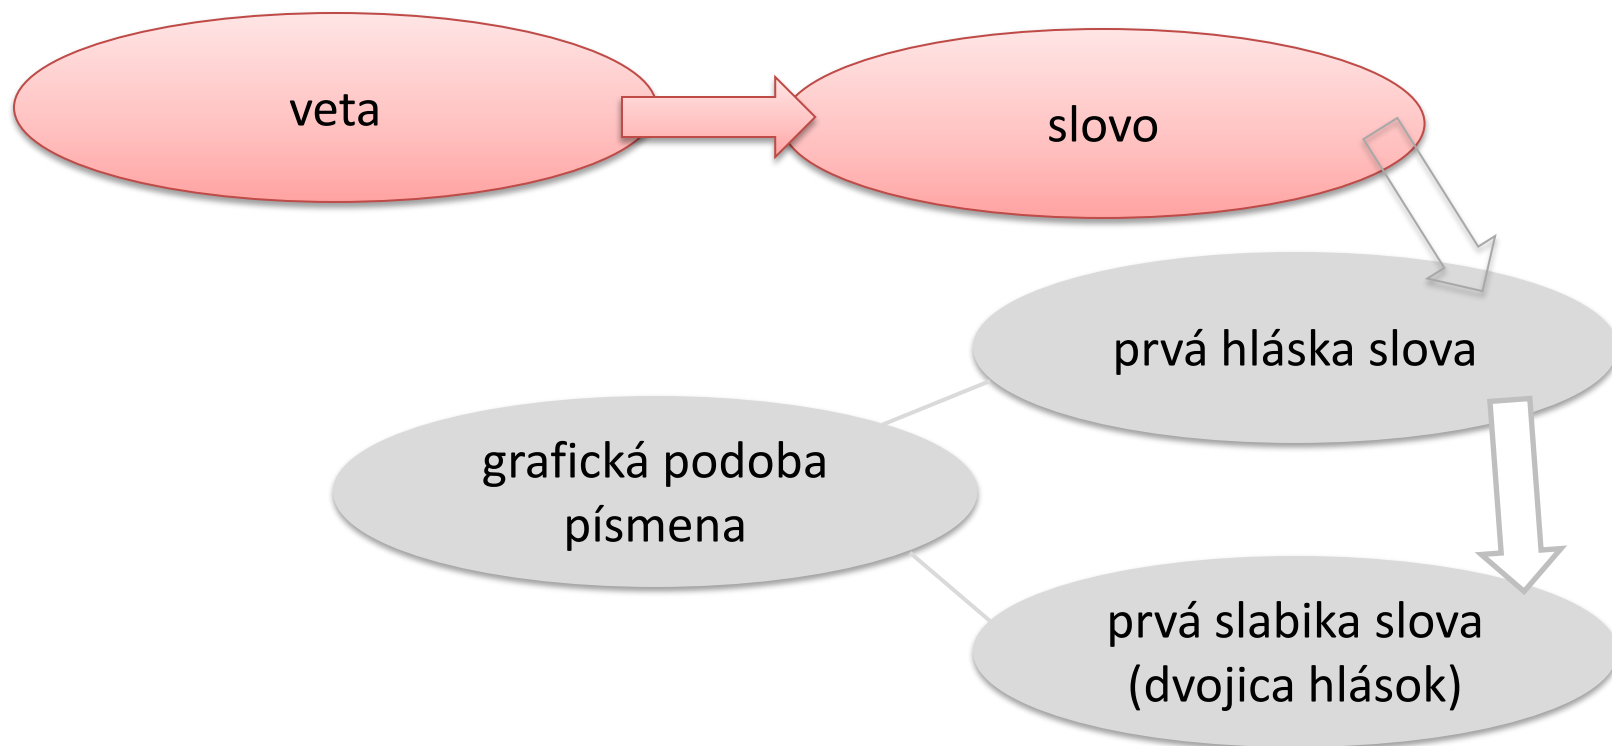 veta
slovo
prvá hláska slova
grafická podoba
písmena
prvá slabika slova
(dvojica hlások)